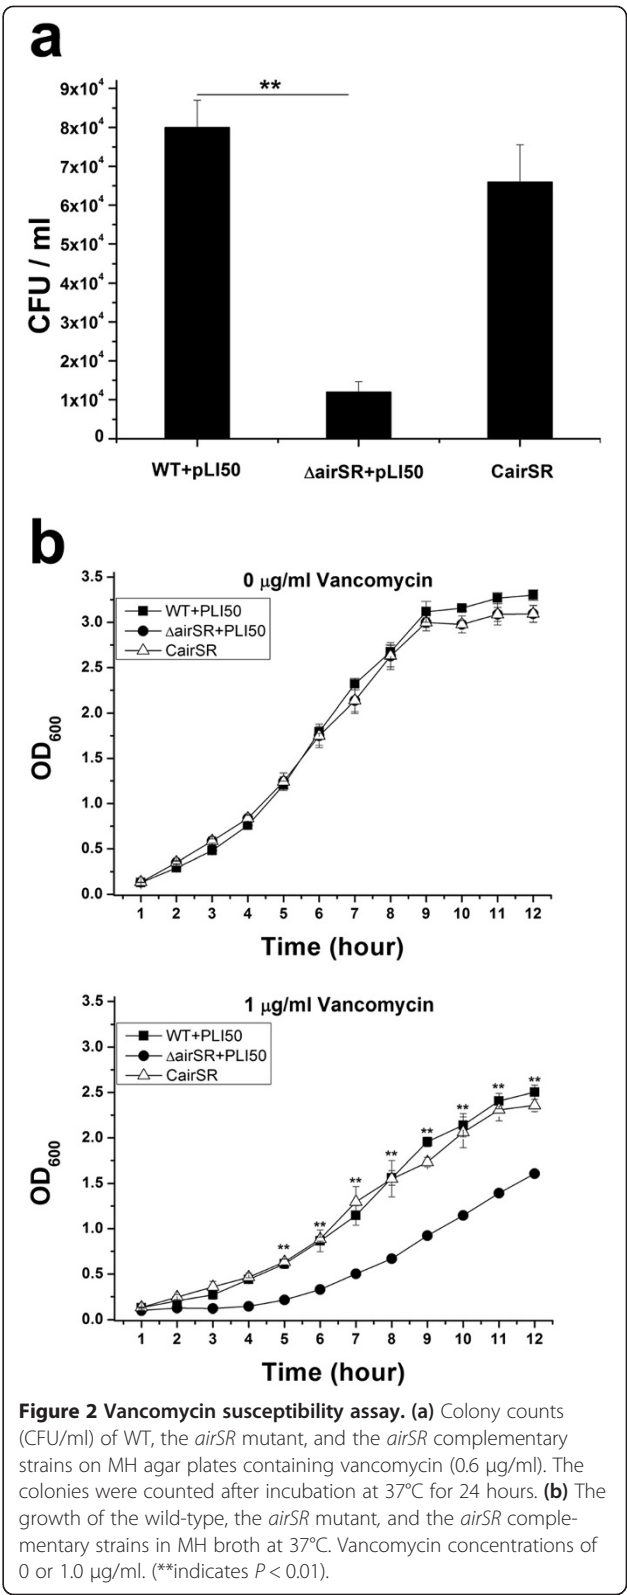 a
**
9x10⁴
8x10⁴
7x10⁴
6x10⁴
5x10⁴
4x10⁴
3x10⁴
2x10⁴
1x10⁴
0
CFU / ml
WT+pLI50 ΔairSR+pLI50 CairSR
b
0 µg/ml Vancomycin
WT+PLI50
ΔairSR+PLI50
CairSR
3.5
3.0
2.5
2.0
1.5
1.0
0.5
0.0
OD₆₀₀
1 2 3 4 5 6 7 8 9 10 11 12
Time (hour)
1 µg/ml Vancomycin
WT+PLI50
ΔairSR+PLI50
CairSR
3.5
3.0
2.5
2.0
1.5
1.0
0.5
0.0
OD₆₀₀
** ** ** ** ** ** ** **
1 2 3 4 5 6 7 8 9 10 11 12
Time (hour)
Figure 2 Vancomycin susceptibility assay. (a) Colony counts
(CFU/ml) of WT, the airSR mutant, and the airSR complementary
strains on MH agar plates containing vancomycin (0.6 µg/ml). The
colonies were counted after incubation at 37°C for 24 hours. (b) The
growth of the wild-type, the airSR mutant, and the airSR comple-
mentary strains in MH broth at 37°C. Vancomycin concentrations of
0 or 1.0 µg/ml. (**indicates P < 0.01).